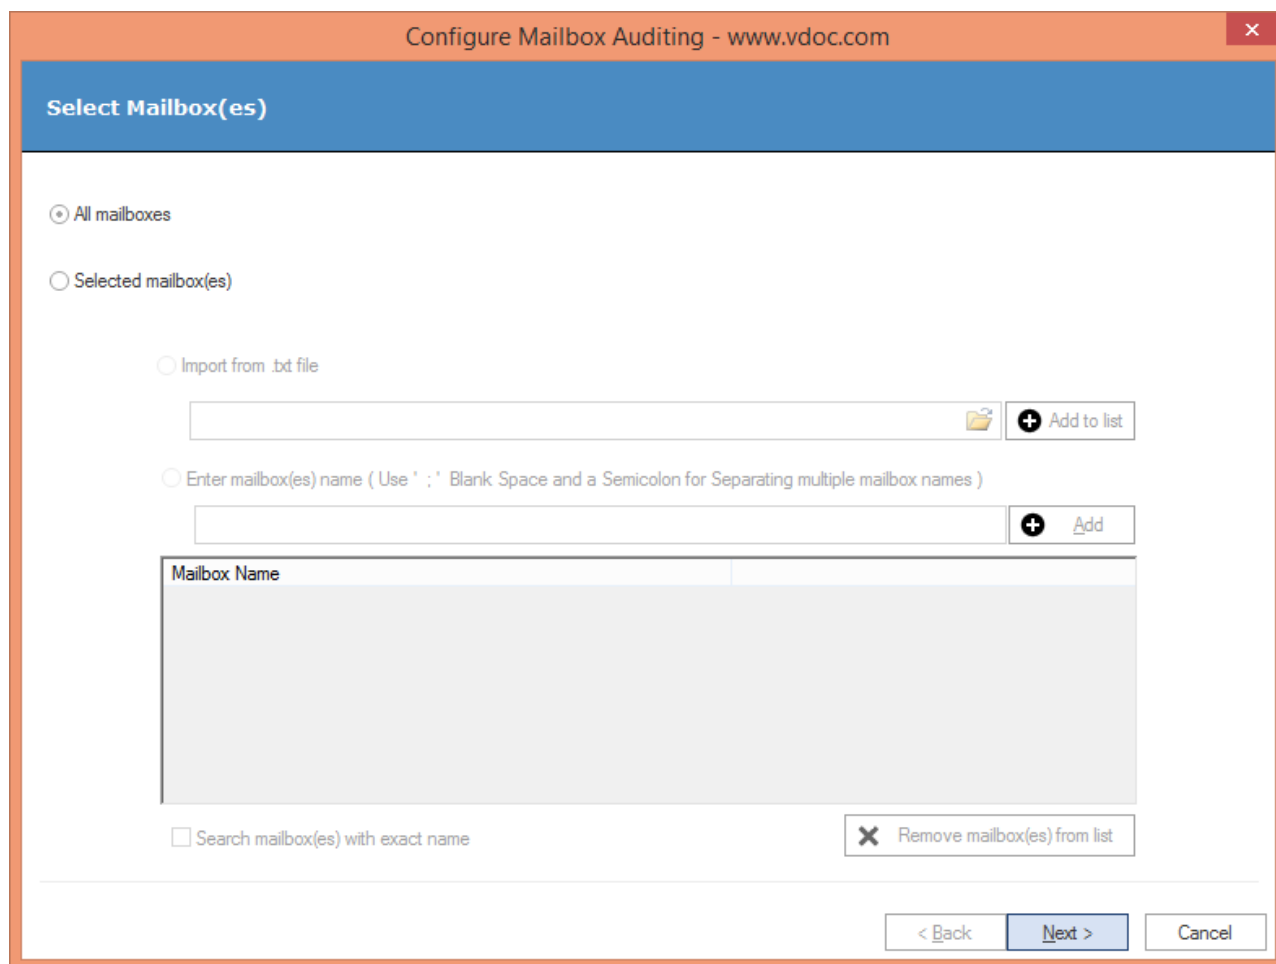 Configure Mailbox Auditing - www.vdoc.com
Select Mailbox(es)
All mailboxes
Selected mailbox(es)
Import from .txt file
Add to list
Enter mailbox(es) name ( Use ' ; ' Blank Space and a Semicolon for Separating multiple mailbox names )
Add
Mailbox Name
Search mailbox(es) with exact name
Remove mailbox(es) from list
< Back
Next >
Cancel